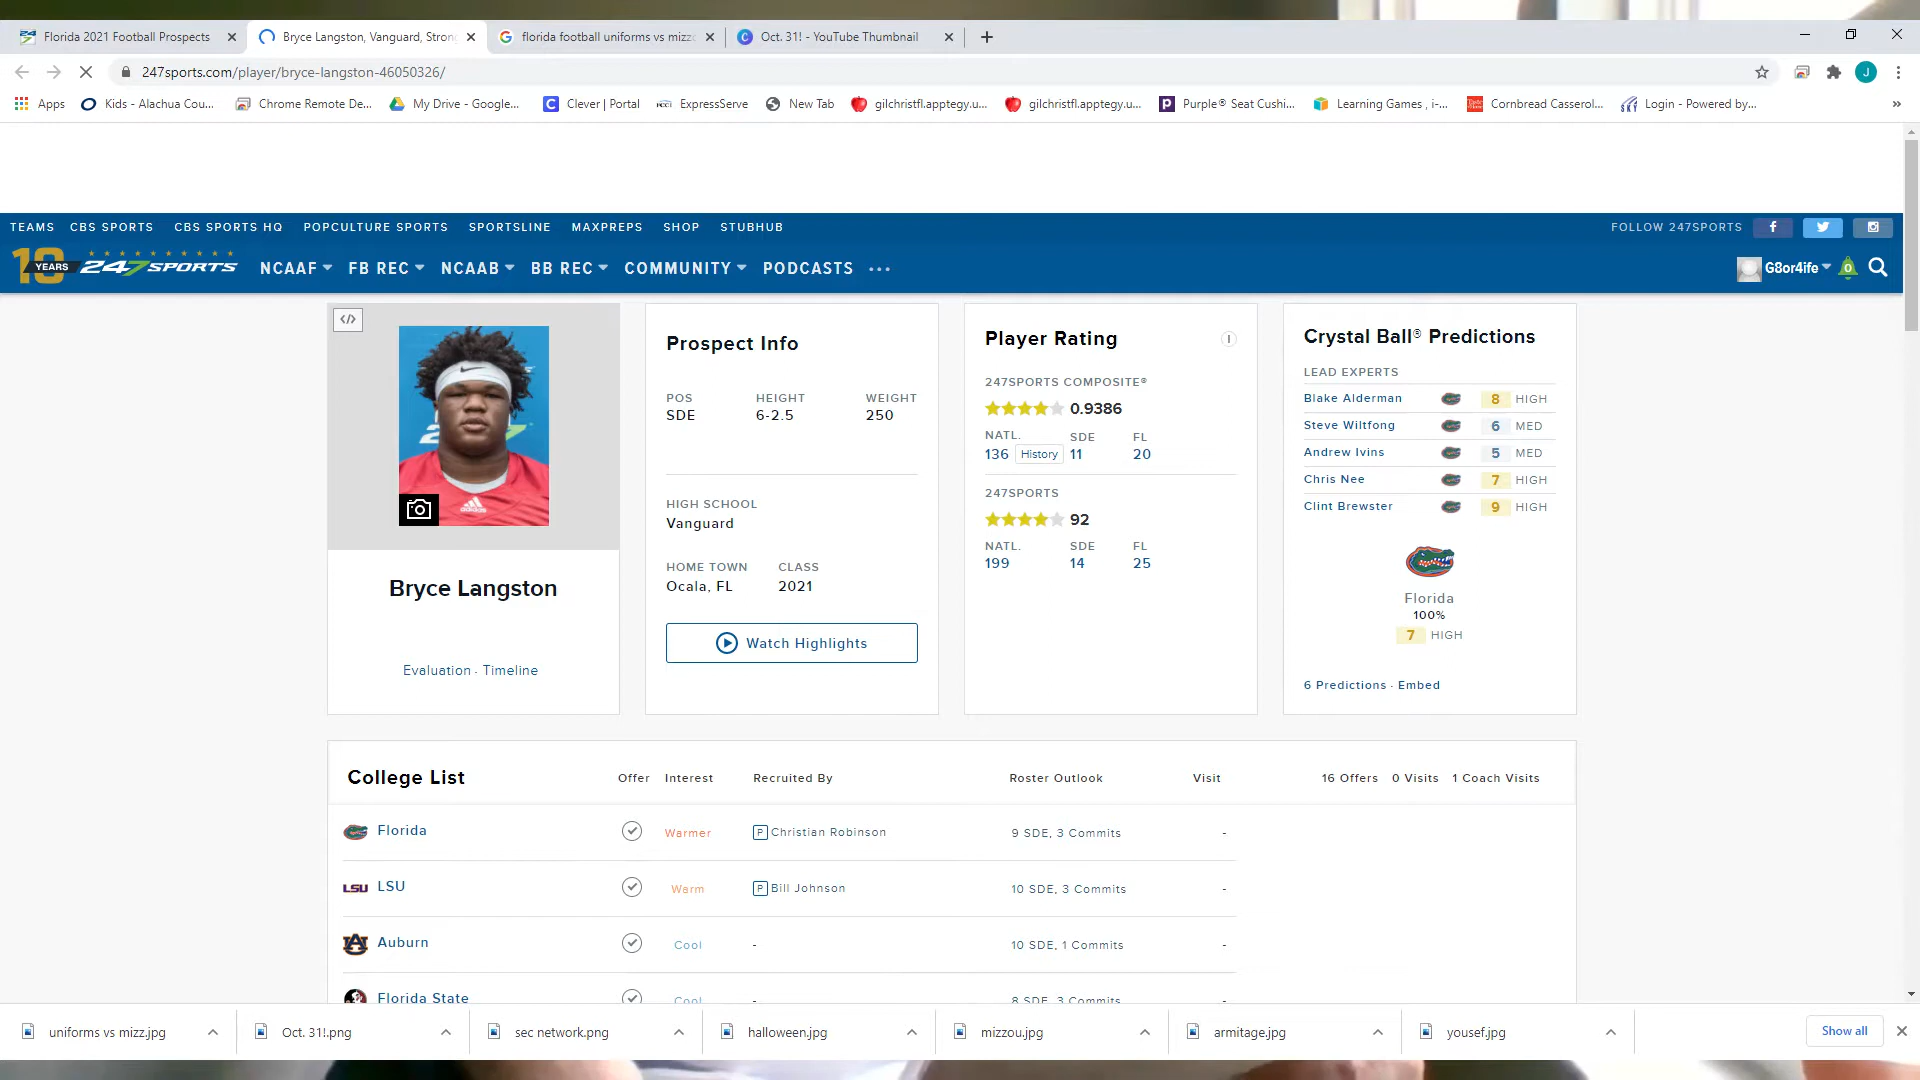 Florida 2021 Football Prospects
Bryce Langston, Vanguard, Stron
florida football uniforms vs mizz
Oct. 31! - YouTube Thumbnail
247sports.com/player/bryce-langston-46050326/
J
Apps
Kids - Alachua Cou...
Chrome Remote De...
My Drive - Google...
Clever | Portal
ExpressServe
New Tab
gilchristfl.apptegy.u...
gilchristfl.apptegy.u...
Purple® Seat Cushi...
Learning Games , i-...
Cornbread Casserol...
Login - Powered by...
TEAMS CBS SPORTS CBS SPORTS HQ POPCULTURE SPORTS SPORTSLINE MAXPREPS SHOP STUBHUB
FOLLOW 247SPORTS
10 YEARS 247SPORTS
NCAAF FB REC NCAAB BB REC COMMUNITY PODCASTS
G8or4ife 0
Bryce Langston
Evaluation · Timeline
Prospect Info
POS HEIGHT WEIGHT
SDE 6-2.5 250
HIGH SCHOOL
Vanguard
HOME TOWN CLASS
Ocala, FL 2021
Watch Highlights
Player Rating
247SPORTS COMPOSITE®
0.9386
NATL. SDE FL
136 History 11 20
247SPORTS
92
NATL. SDE FL
199 14 25
Crystal Ball® Predictions
LEAD EXPERTS
Blake Alderman 8 HIGH
Steve Wiltfong 6 MED
Andrew Ivins 5 MED
Chris Nee 7 HIGH
Clint Brewster 9 HIGH
Florida
100%
7 HIGH
6 Predictions · Embed
College List Offer Interest Recruited By Roster Outlook Visit 16 Offers 0 Visits 1 Coach Visits
Florida Warmer P Christian Robinson 9 SDE, 3 Commits -
LSU LSU Warm P Bill Johnson 10 SDE, 3 Commits -
Auburn Cool - 10 SDE, 1 Commits -
Florida State Cool - 8 SDE, 3 Commits -
uniforms vs mizz.jpg
Oct. 31!.png
sec network.png
halloween.jpg
mizzou.jpg
armitage.jpg
yousef.jpg
Show all